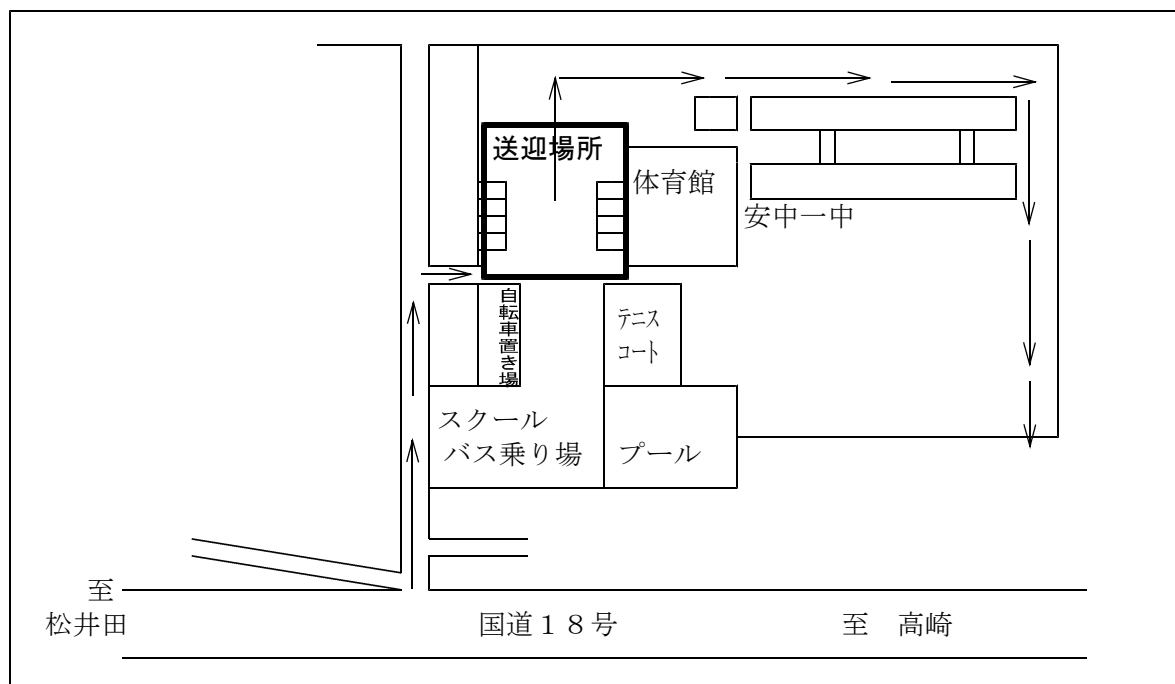 送迎場所
体育館
安中一中
自転車置き場
テニス
コート
スクール
バス乗り場
プール
至
松井田
国道１８号
至　高崎